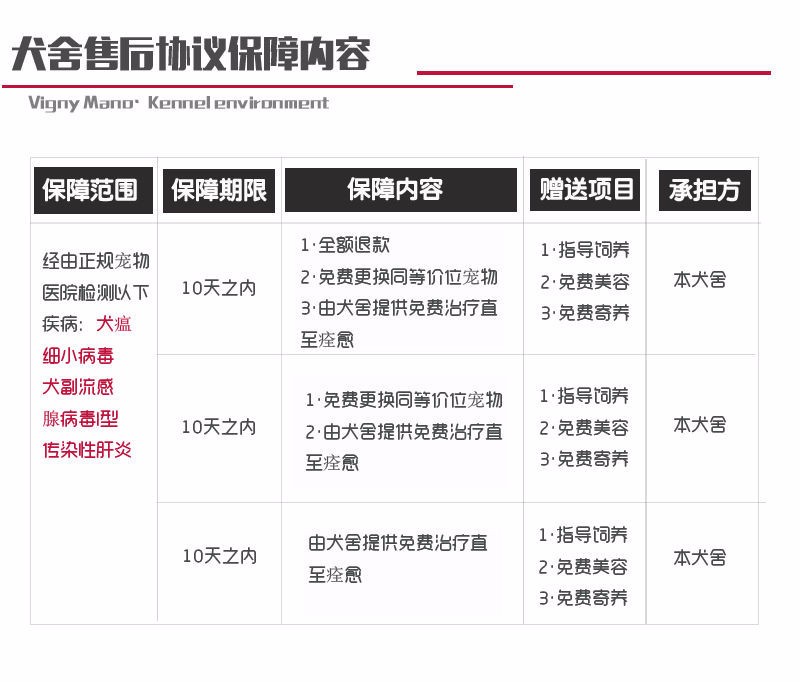 犬舍售后协议保障内容
Vigny Mano· Kennel environment
保障范围 保障期限 保障内容 赠送项目 承担方
经由正规宠物
医院检测以下
疾病：犬瘟
细小病毒
犬副流感
腺病毒I型
传染性肝炎
10天之内
1·全额退款
2·免费更换同等价位宠物
3·由犬舍提供免费治疗直
至痊愈
1·指导饲养
2·免费美容
3·免费寄养
本犬舍
10天之内
1·免费更换同等价位宠物
2·由犬舍提供免费治疗直
至痊愈
1·指导饲养
2·免费美容
3·免费寄养
本犬舍
10天之内
由犬舍提供免费治疗直
至痊愈
1·指导饲养
2·免费美容
3·免费寄养
本犬舍